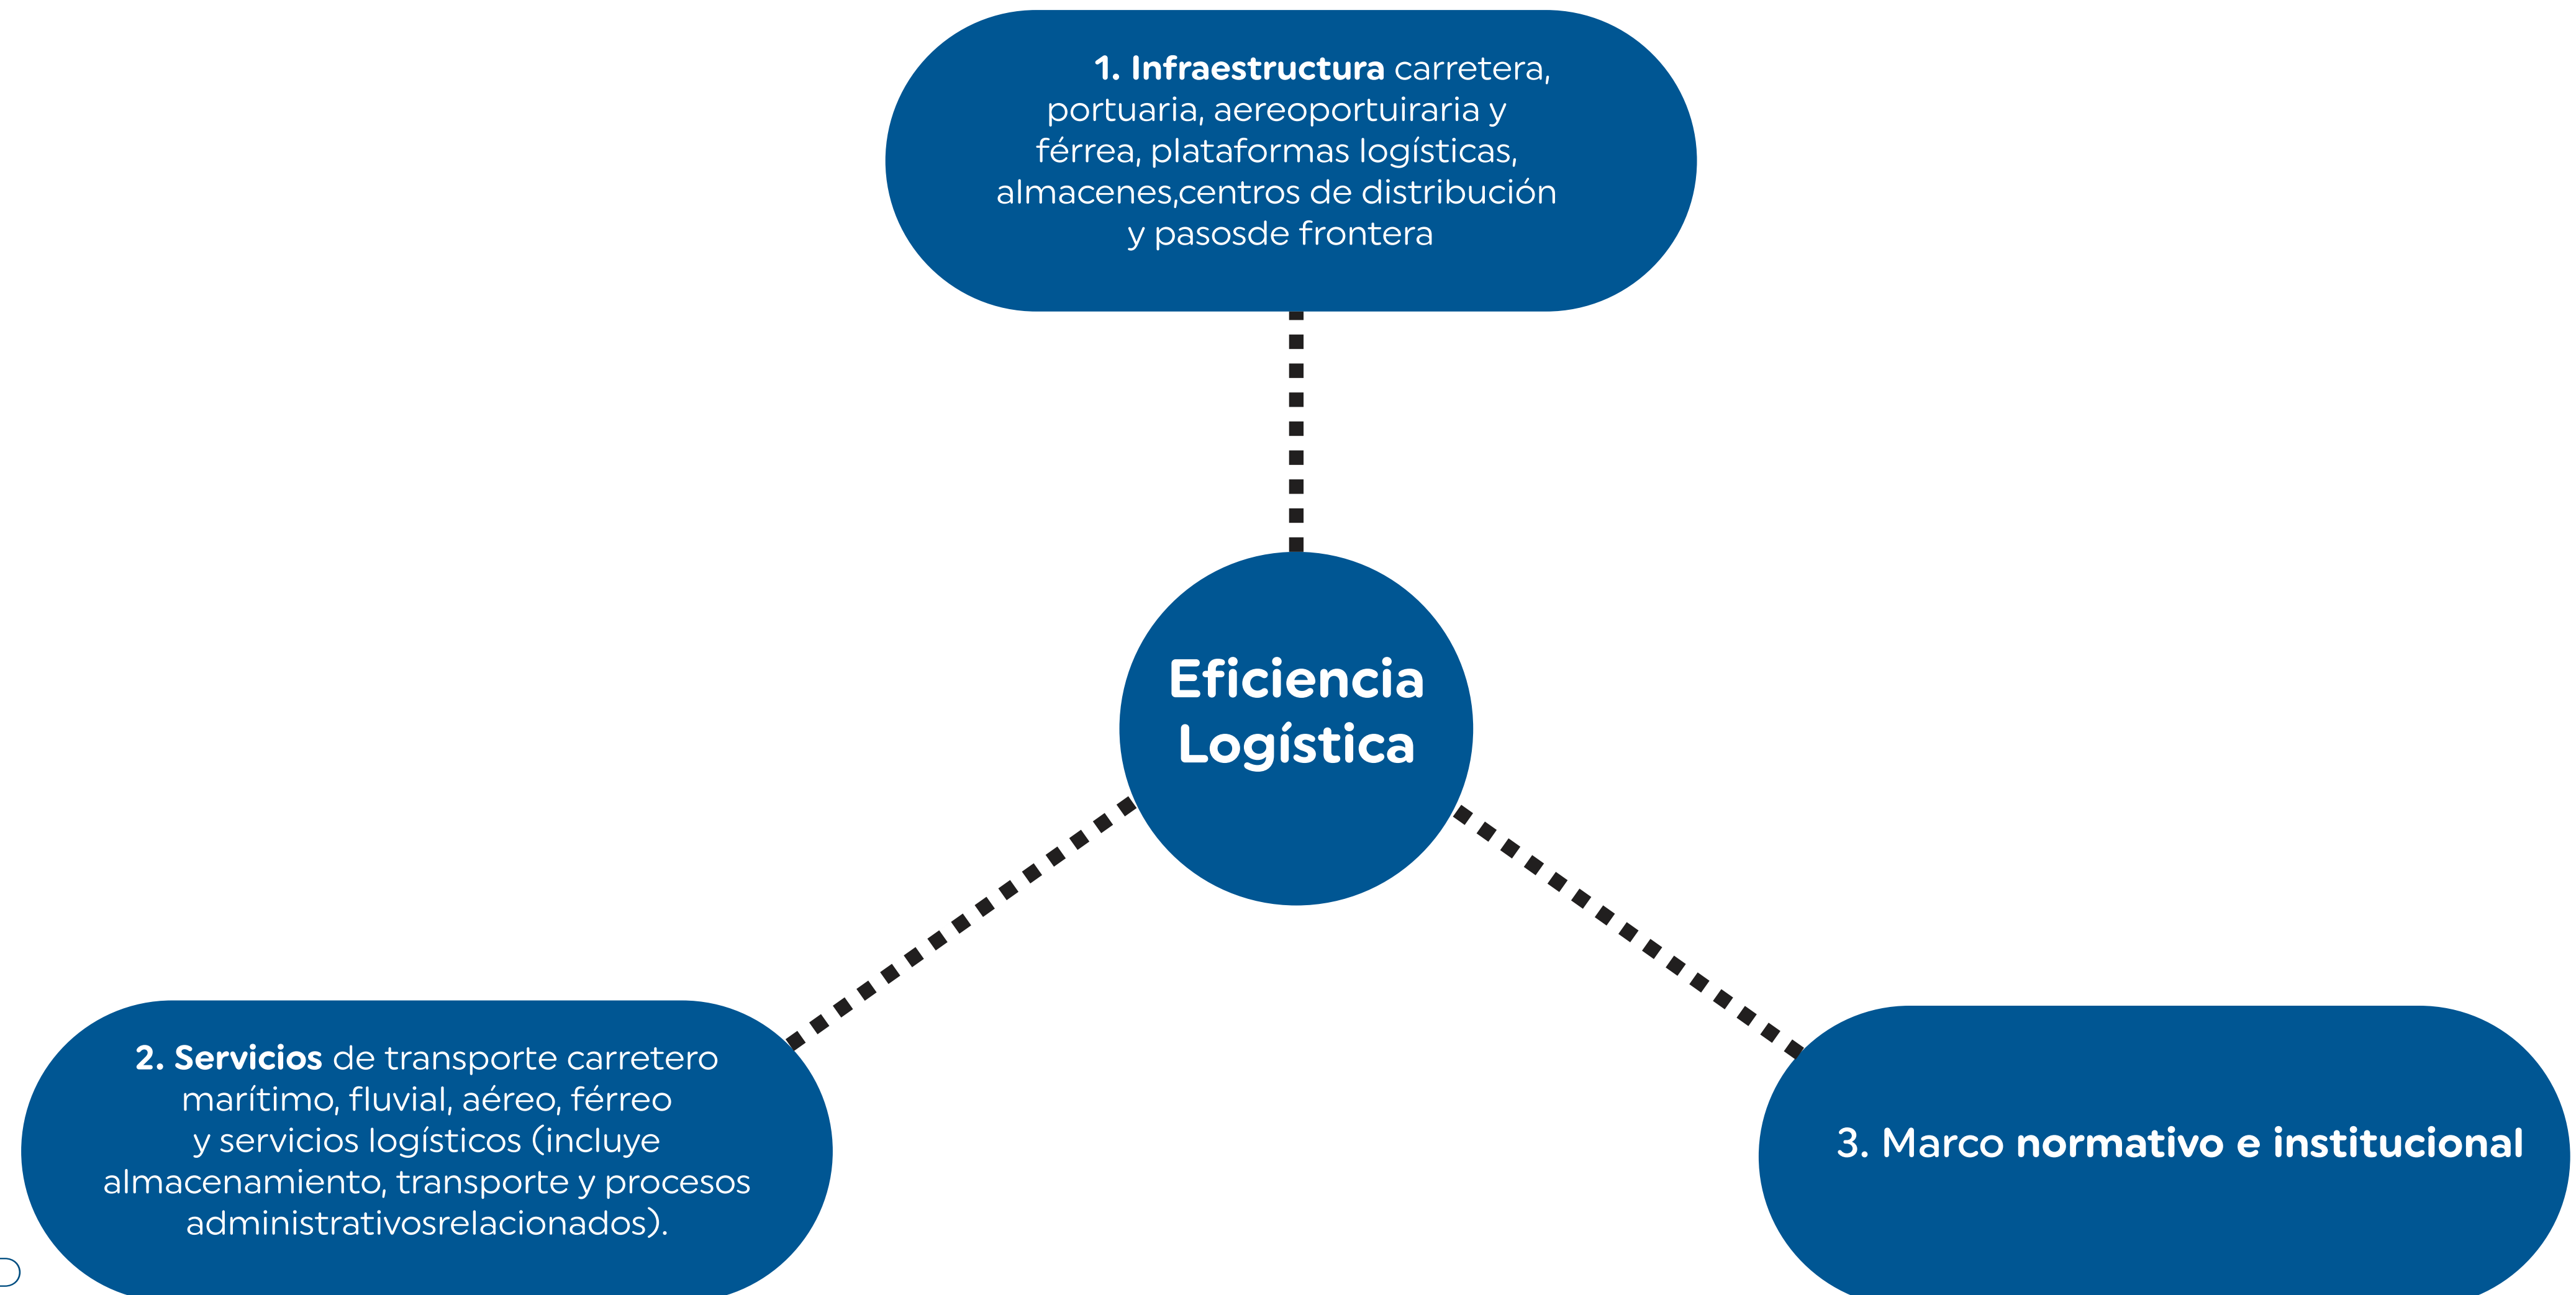 1. Infraestructura carretera,
portuaria, aereoportuiraria y
férrea, plataformas logísticas,
almacenes,centros de distribución
y pasosde frontera
Eficiencia
Logística
2. Servicios de transporte carretero
marítimo, fluvial, aéreo, férreo
y servicios logísticos (incluye
almacenamiento, transporte y procesos
administrativosrelacionados).
3. Marco normativo e institucional